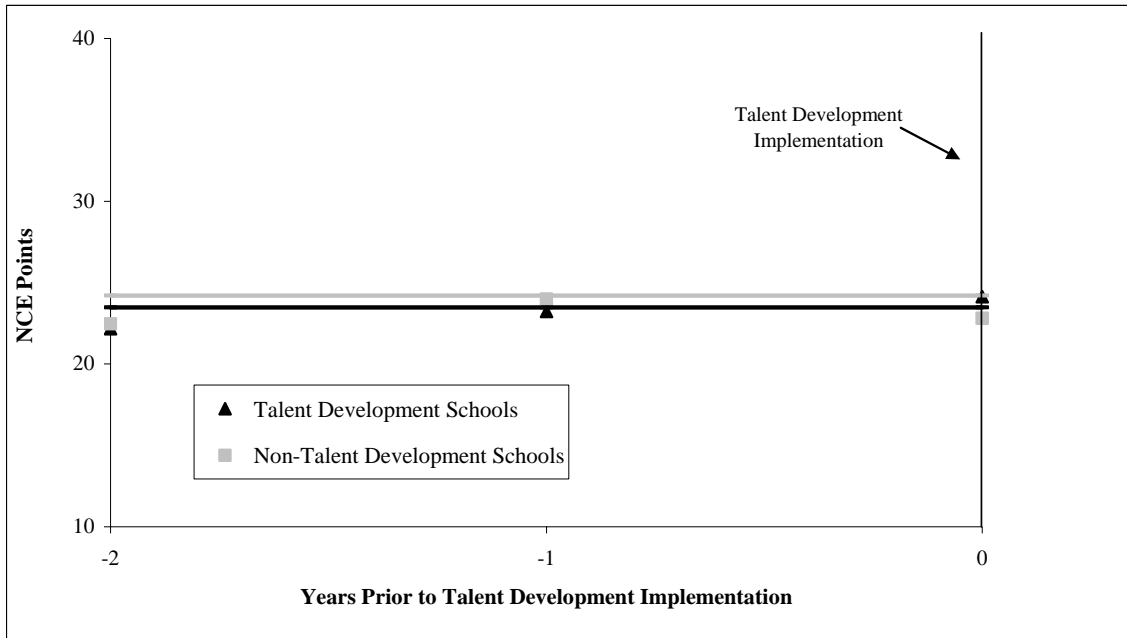 40
Talent Development
Implementation
30
NCE Points
20
Talent Development Schools
Non-Talent Development Schools
10
-2
-1
0
Years Prior to Talent Development Implementation